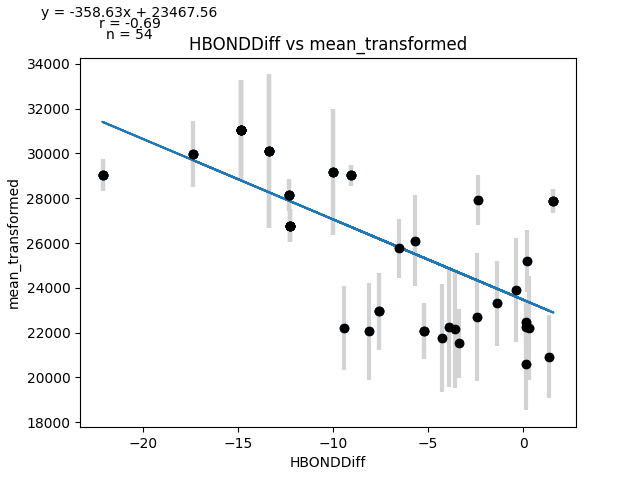 y = -358.63x + 23467.56
r = -0.69
n = 54
HBONDDiff vs mean_transformed
34000
32000
30000
28000
26000
24000
22000
20000
18000
mean_transformed
−20 −15 −10 −5 0
HBONDDiff